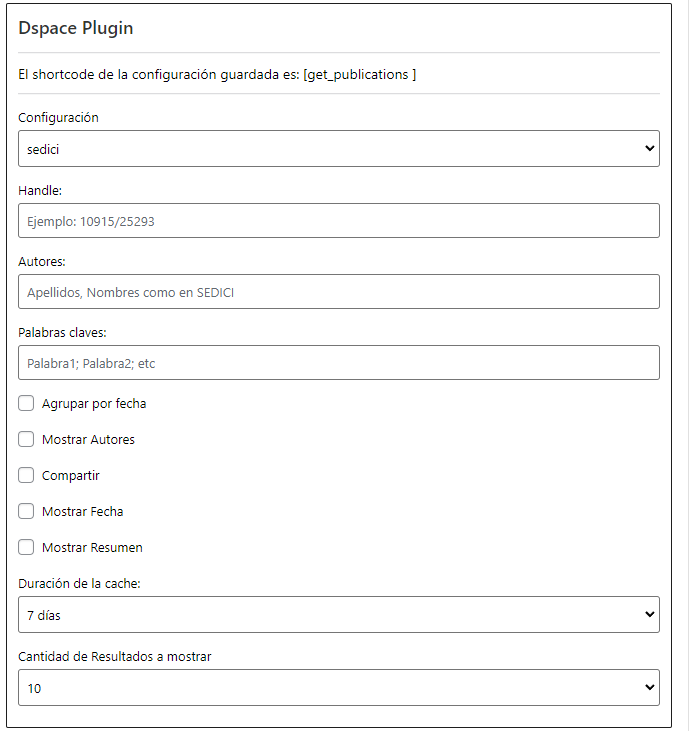 Dspace Plugin
El shortcode de la configuración guardada es: [get_publications ]
Configuración
sedici
Handle:
Ejemplo: 10915/25293
Autores:
Apellidos, Nombres como en SEDICI
Palabras claves:
Palabra1; Palabra2; etc
Agrupar por fecha
Mostrar Autores
Compartir
Mostrar Fecha
Mostrar Resumen
Duración de la cache:
7 días
Cantidad de Resultados a mostrar
10